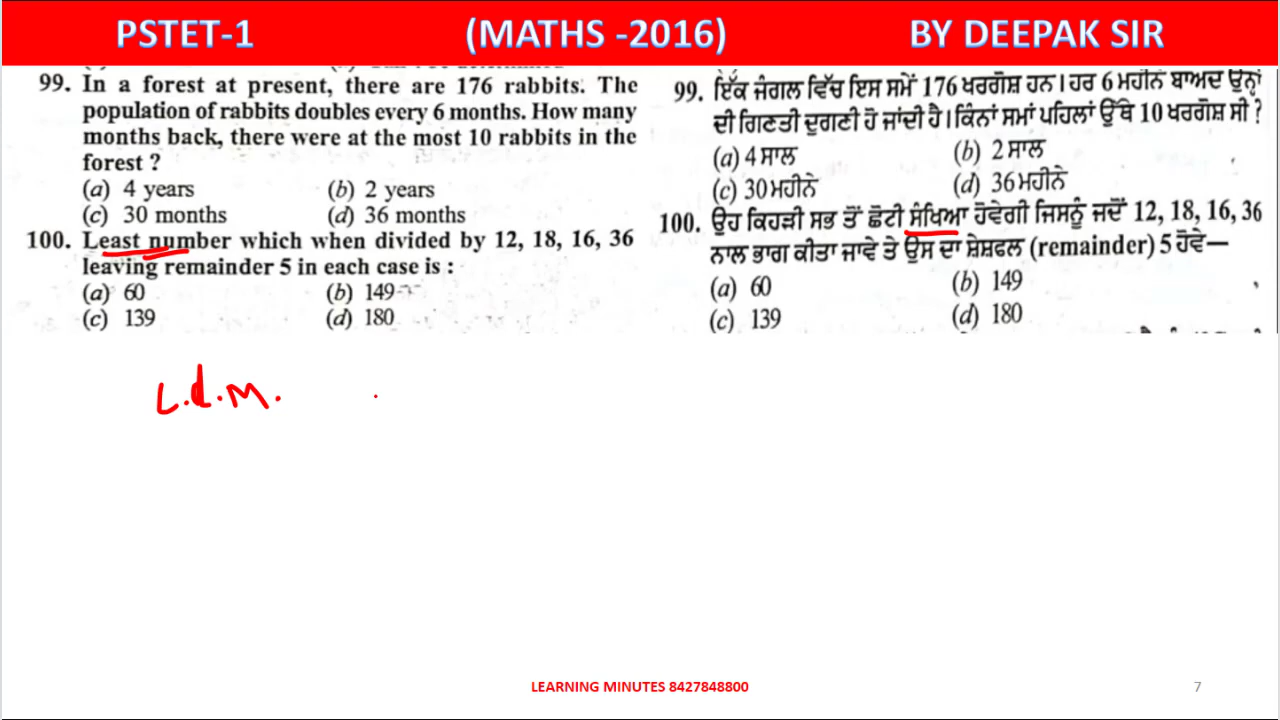 PSTET-1 (MATHS -2016) BY DEEPAK SIR
99. In a forest at present, there are 176 rabbits. The
population of rabbits doubles every 6 months. How many
months back, there were at the most 10 rabbits in the
forest ?
(a) 4 years (b) 2 years
(c) 30 months (d) 36 months
100. Least number which when divided by 12, 18, 16, 36
leaving remainder 5 in each case is :
(a) 60 (b) 149
(c) 139 (d) 180
99. ਇੱਕ ਜੰਗਲ ਵਿੱਚ ਇਸ ਸਮੇਂ 176 ਖਰਗੋਸ਼ ਹਨ। ਹਰ 6 ਮਹੀਨੇ ਬਾਅਦ ਉਨ੍ਹਾਂ
ਦੀ ਗਿਣਤੀ ਦੁਗਣੀ ਹੋ ਜਾਂਦੀ ਹੈ। ਕਿੰਨਾਂ ਸਮਾਂ ਪਹਿਲਾਂ ਉੱਥੇ 10 ਖਰਗੋਸ਼ ਸੀ ?
(a) 4 ਸਾਲ (b) 2 ਸਾਲ
(c) 30 ਮਹੀਨੇ (d) 36 ਮਹੀਨੇ
100. ਉਹ ਕਿਹੜੀ ਸਭ ਤੋਂ ਛੋਟੀ ਸੰਖਿਆ ਹੋਵੇਗੀ ਜਿਸਨੂੰ ਜਦੋਂ 12, 18, 16, 36
ਨਾਲ ਭਾਗ ਕੀਤਾ ਜਾਵੇ ਤੇ ਉਸ ਦਾ ਸ਼ੇਸ਼ਫਲ (remainder) 5 ਹੋਵੇ—
(a) 60 (b) 149
(c) 139 (d) 180
L.d.M.
LEARNING MINUTES 8427848800 7